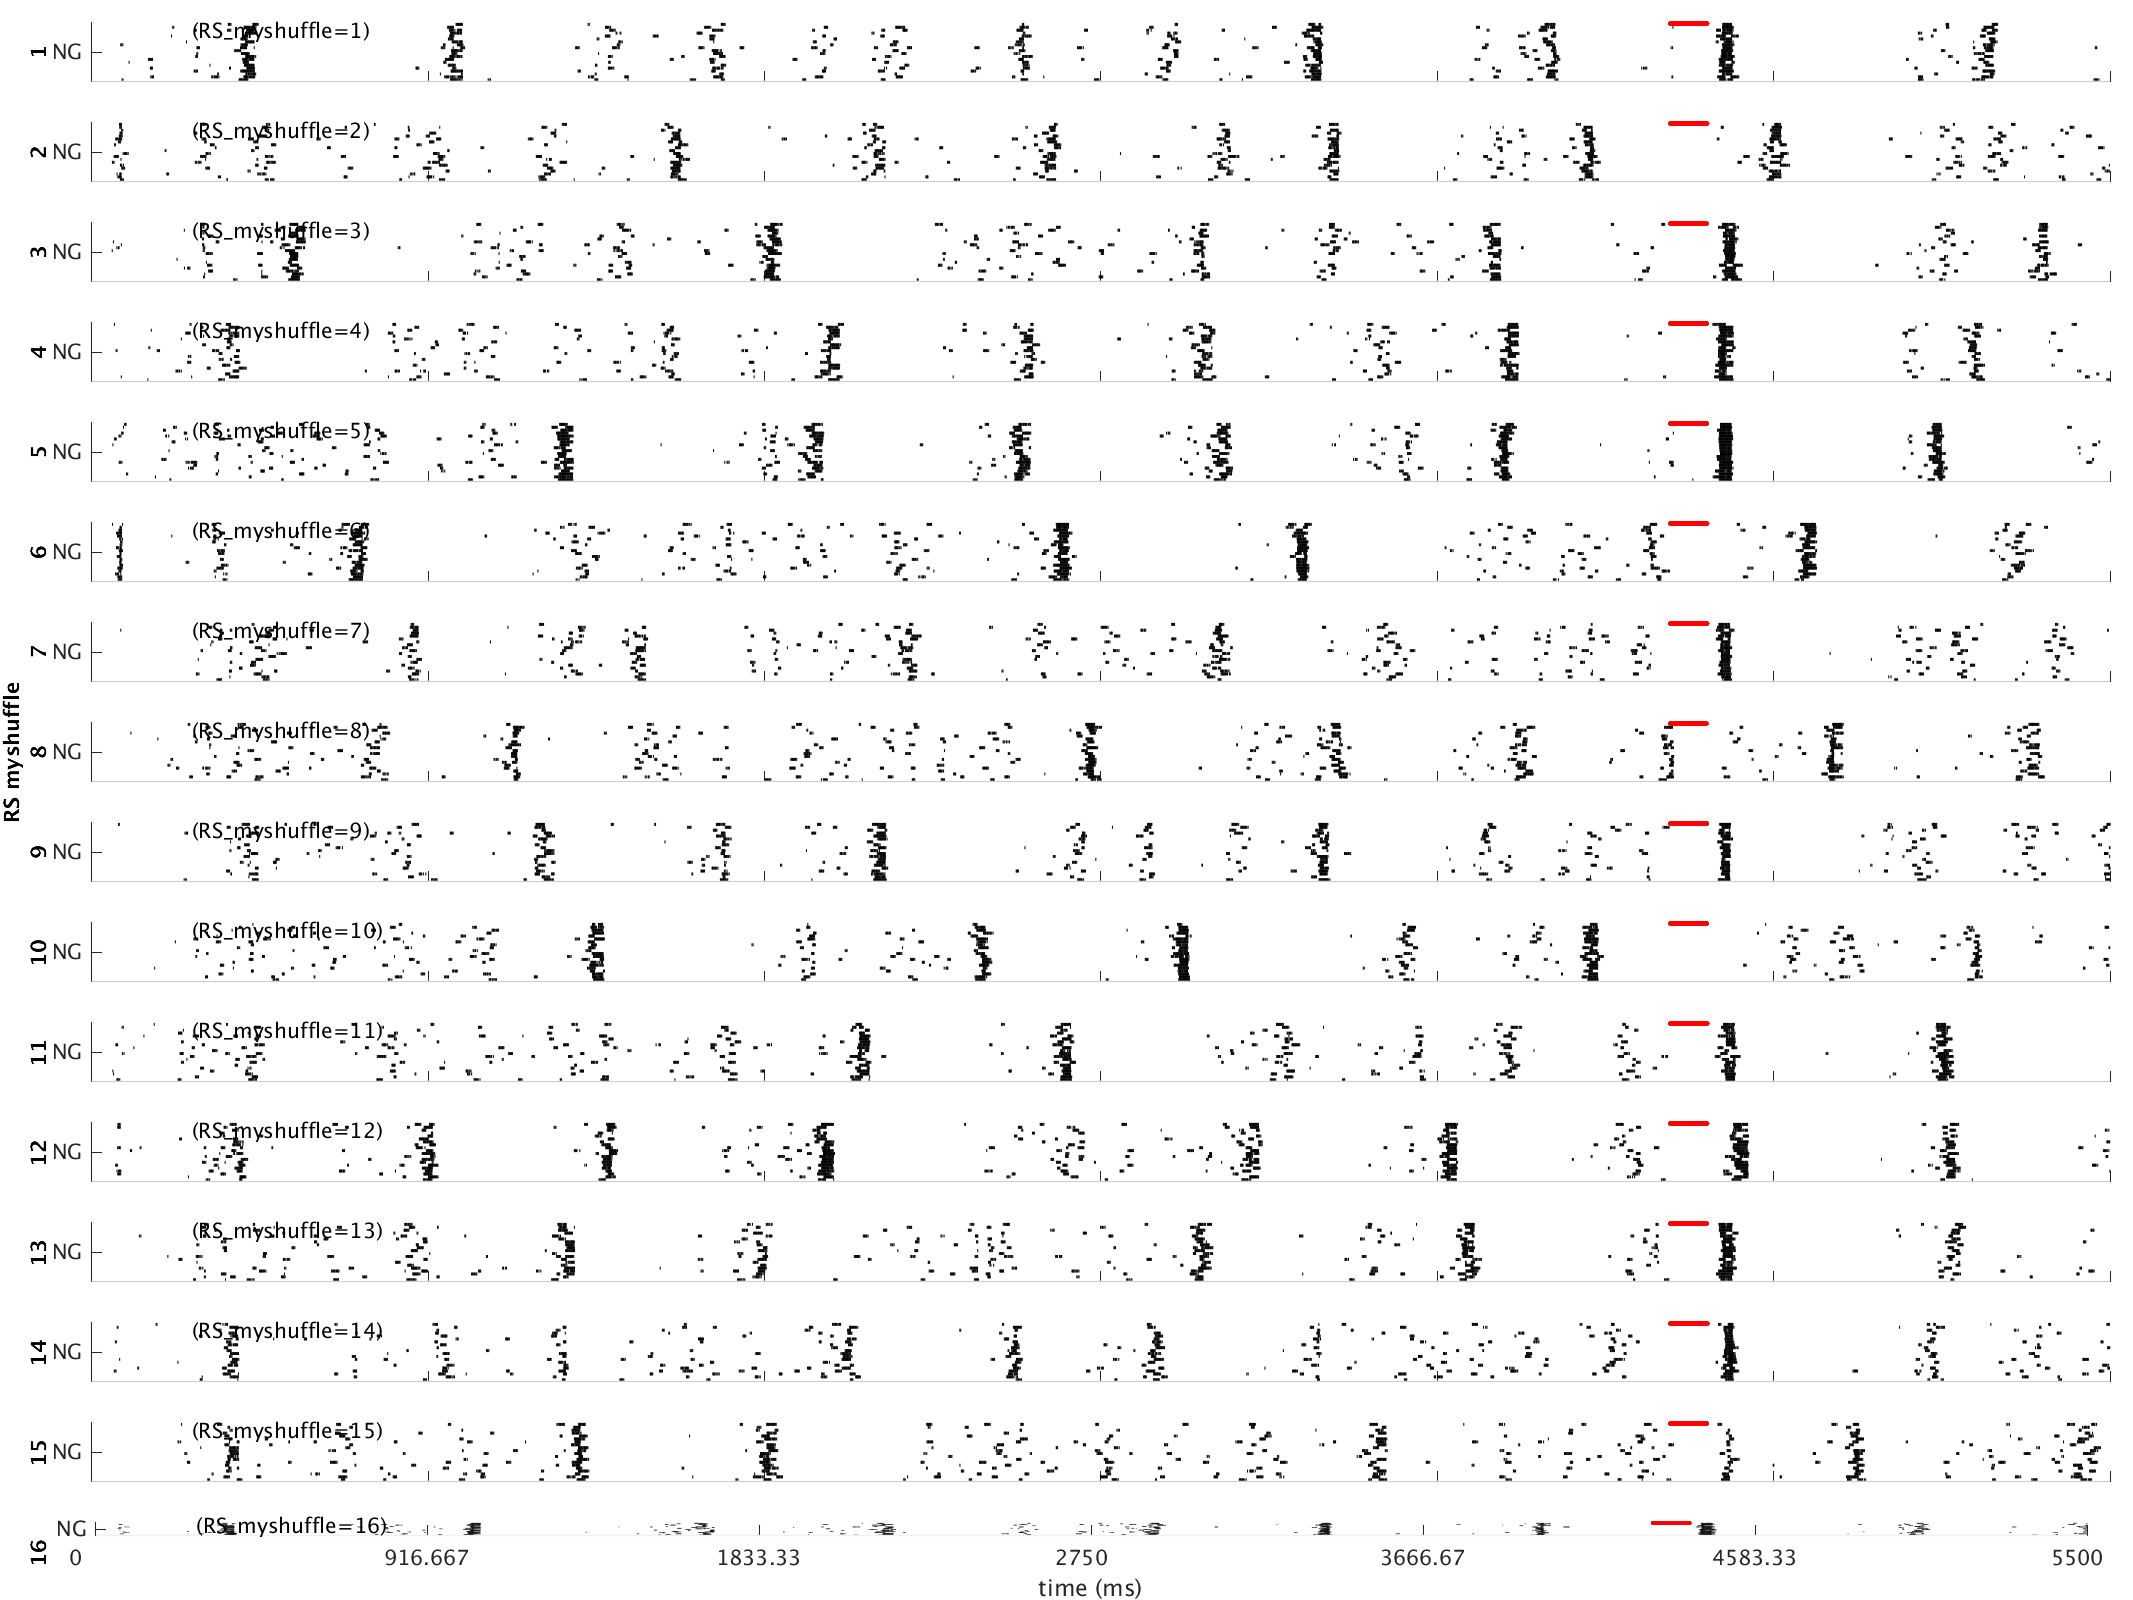 RS myshuffle
1 NG (RS_myshuffle=1)
2 NG (RS_myshuffle=2)
3 NG (RS_myshuffle=3)
4 NG (RS_myshuffle=4)
5 NG (RS_myshuffle=5)
6 NG (RS_myshuffle=6)
7 NG (RS_myshuffle=7)
8 NG (RS_myshuffle=8)
9 NG (RS_myshuffle=9)
10 NG (RS_myshuffle=10)
11 NG (RS_myshuffle=11)
12 NG (RS_myshuffle=12)
13 NG (RS_myshuffle=13)
14 NG (RS_myshuffle=14)
15 NG (RS_myshuffle=15)
16 NG (RS_myshuffle=16)
0 916.667 1833.33 2750 3666.67 4583.33 5500
time (ms)